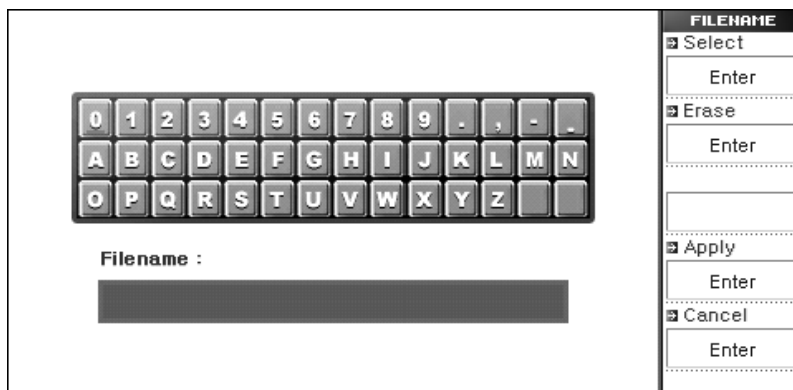 FILENAME
Select
Enter
Erase
Enter
Apply
Enter
Cancel
Enter
0 1 2 3 4 5 6 7 8 9 . , - _
A B C D E F G H I J K L M N
O P Q R S T U V W X Y Z
Filename :